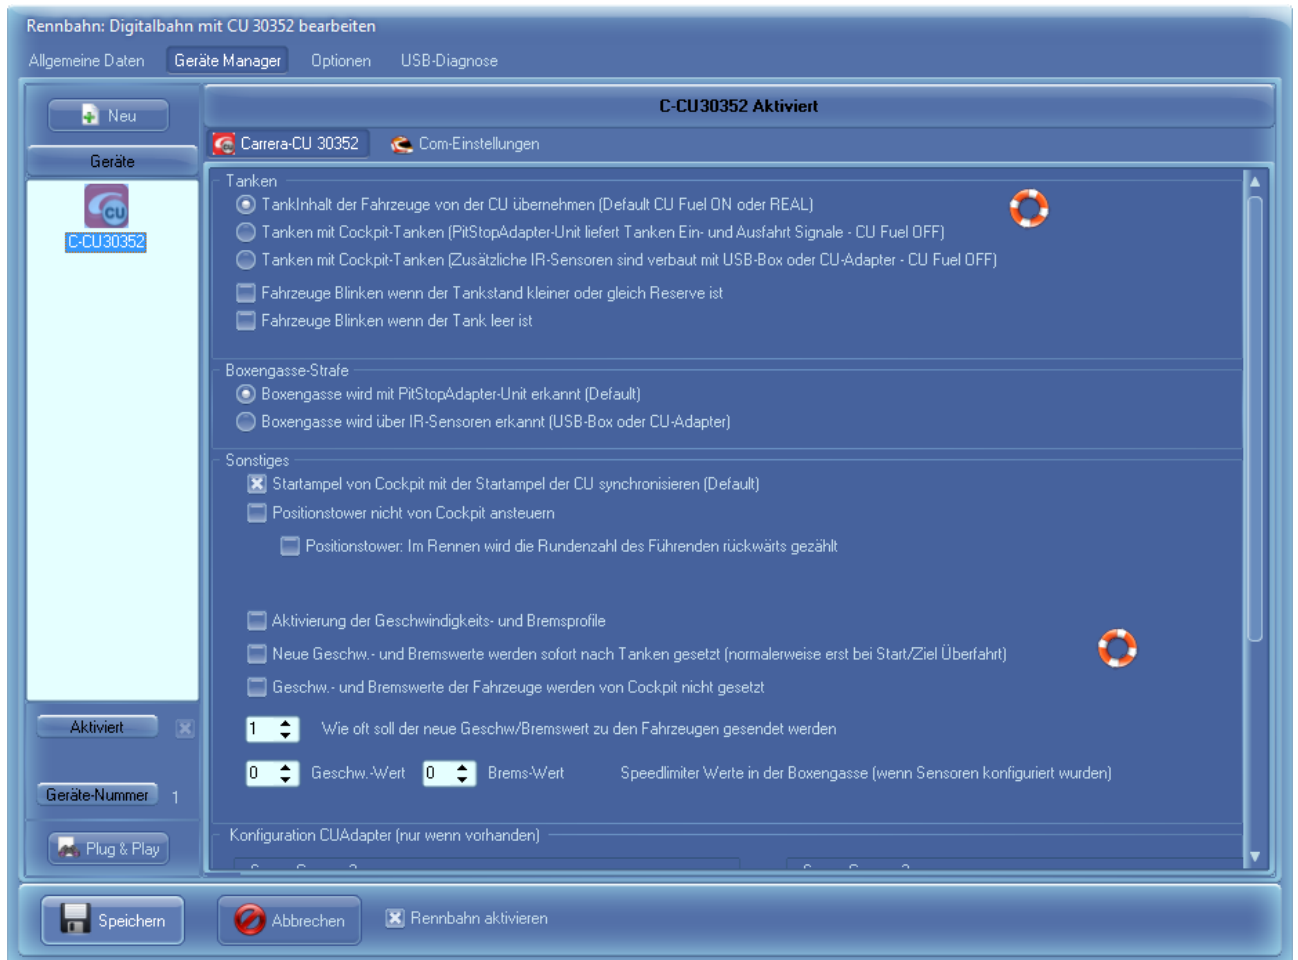 Rennbahn: Digitalbahn mit CU 30352 bearbeiten
Allgemeine Daten Geräte Manager Optionen USB-Diagnose
Neu
Geräte
CU
C-CU30352
Aktiviert
Geräte-Nummer 1
Plug & Play
C-CU30352 Aktiviert
Carrera-CU 30352 Com-Einstellungen
Tanken
TankInhalt der Fahrzeuge von der CU übernehmen (Default CU Fuel ON oder REAL)
Tanken mit Cockpit-Tanken (PitStopAdapter-Unit liefert Tanken Ein- und Ausfahrt Signale - CU Fuel OFF)
Tanken mit Cockpit-Tanken (Zusätzliche IR-Sensoren sind verbaut mit USB-Box oder CU-Adapter - CU Fuel OFF)
Fahrzeuge Blinken wenn der Tankstand kleiner oder gleich Reserve ist
Fahrzeuge Blinken wenn der Tank leer ist
Boxengasse-Strafe
Boxengasse wird mit PitStopAdapter-Unit erkannt (Default)
Boxengasse wird über IR-Sensoren erkannt (USB-Box oder CU-Adapter)
Sonstiges
Startampel von Cockpit mit der Startampel der CU synchronisieren (Default)
Positionstower nicht von Cockpit ansteuern
Positionstower: Im Rennen wird die Rundenzahl des Führenden rückwärts gezählt
Aktivierung der Geschwindigkeits- und Bremsprofile
Neue Geschw.- und Bremswerte werden sofort nach Tanken gesetzt (normalerweise erst bei Start/Ziel Überfahrt)
Geschw.- und Bremswerte der Fahrzeuge werden von Cockpit nicht gesetzt
1 Wie oft soll der neue Geschw/Bremswert zu den Fahrzeugen gesendet werden
0 Geschw.-Wert 0 Brems-Wert Speedlimiter Werte in der Boxengasse (wenn Sensoren konfiguriert wurden)
Konfiguration CUAdapter (nur wenn vorhanden)
Speichern Abbrechen Rennbahn aktivieren